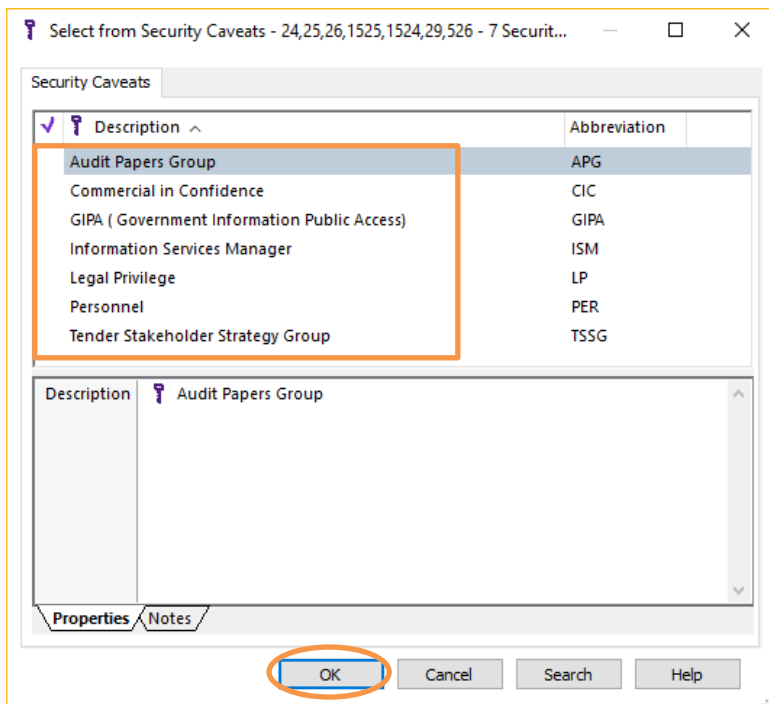 Select from Security Caveats - 24,25,26,1525,1524,29,526 - 7 Securit...
Security Caveats
Description Abbreviation
Audit Papers Group APG
Commercial in Confidence CIC
GIPA ( Government Information Public Access) GIPA
Information Services Manager ISM
Legal Privilege LP
Personnel PER
Tender Stakeholder Strategy Group TSSG
Description Audit Papers Group
Properties Notes
OK Cancel Search Help